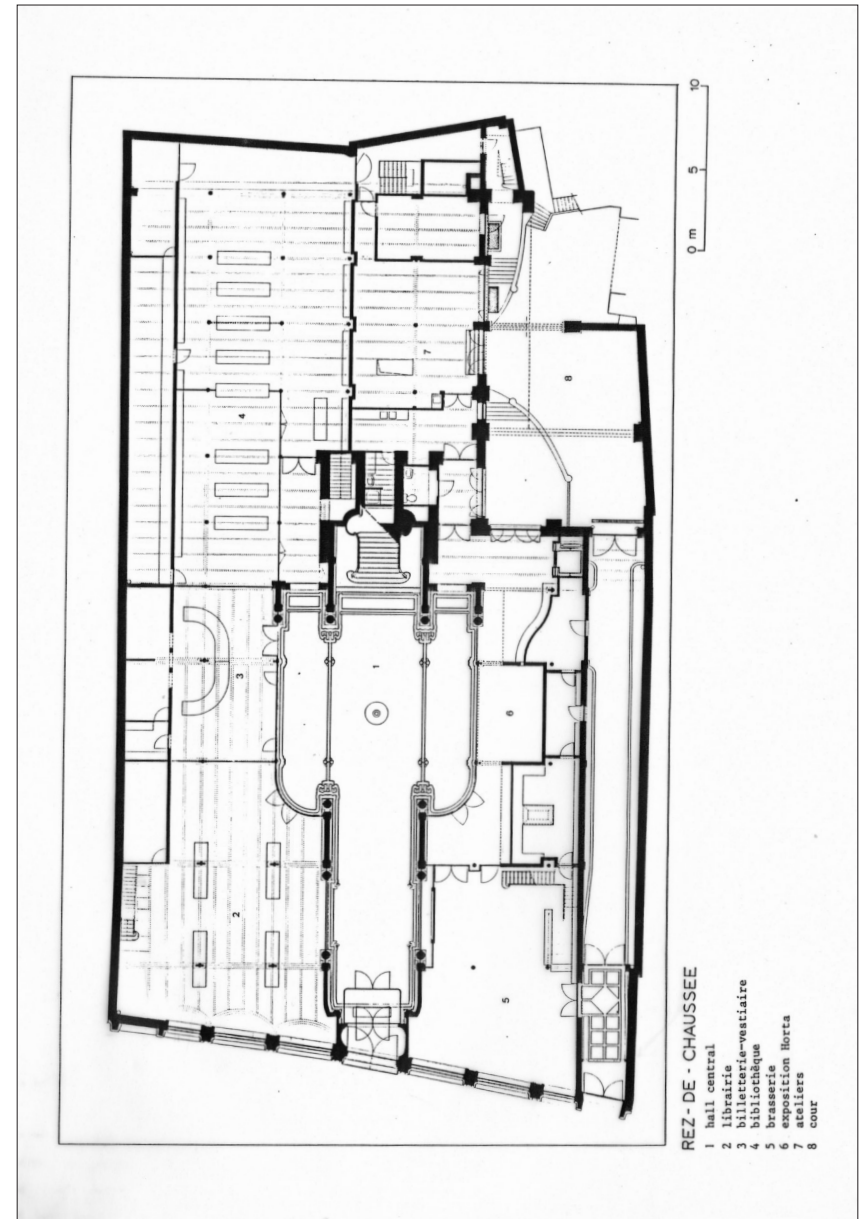 REZ-DE-CHAUSSEE
1 hall central
2 librairie
3 billetterie-vestiaire
4 bibliothèque
5 brasserie
6 exposition Horta
7 ateliers
8 cour
0 m 5 10
1
2
3
4
5
6
7
8